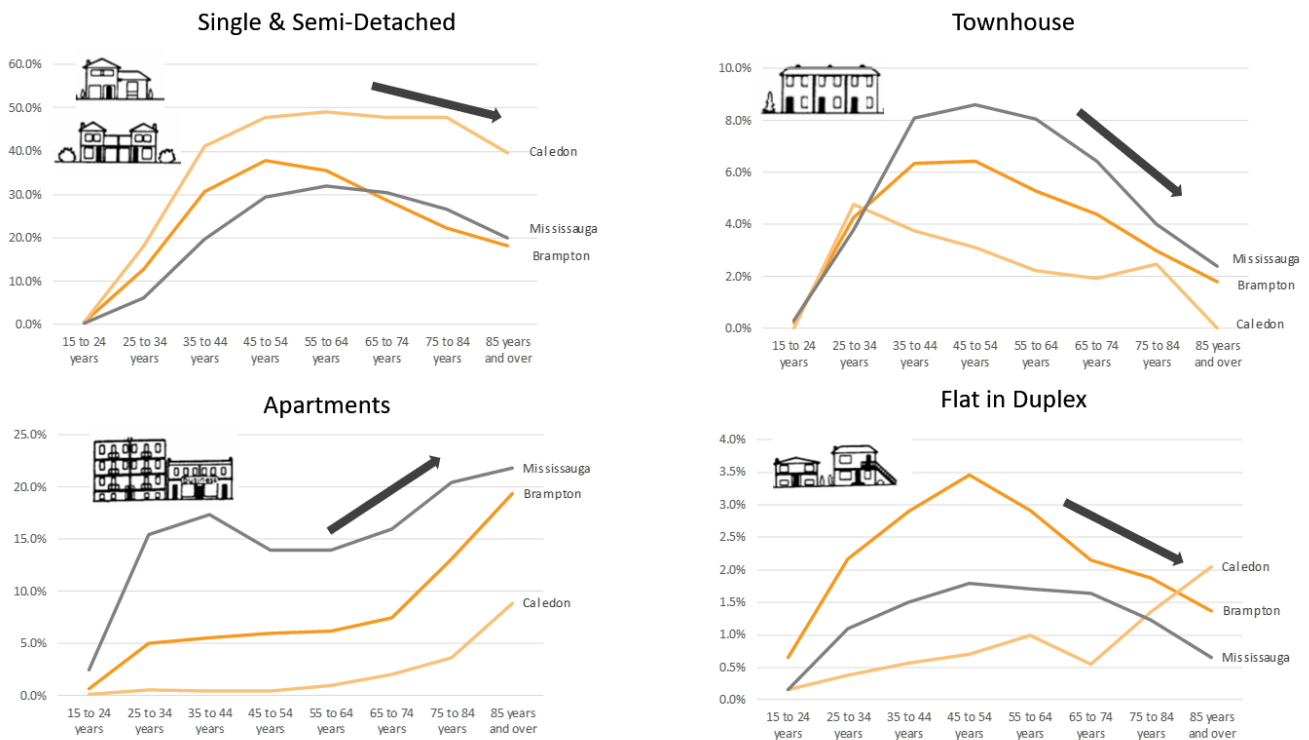 Single & Semi-Detached
60.0%
50.0%
40.0%
30.0%
20.0%
10.0%
0.0%
Caledon
Mississauga
Brampton
15 to 24 25 to 34 35 to 44 45 to 54 55 to 64 65 to 74 75 to 84 85 years
years years years years years years years and over
Townhouse
10.0%
8.0%
6.0%
4.0%
2.0%
0.0%
Mississauga
Brampton
Caledon
15 to 24 25 to 34 35 to 44 45 to 54 55 to 64 65 to 74 75 to 84 85 years
years years years years years years years and over
Apartments
25.0%
20.0%
15.0%
10.0%
5.0%
0.0%
Mississauga
Brampton
Caledon
15 to 24 25 to 34 35 to 44 45 to 54 55 to 64 65 to 74 75 to 84 85 years
years years years years years years years and over
Flat in Duplex
4.0%
3.5%
3.0%
2.5%
2.0%
1.5%
1.0%
0.5%
0.0%
Caledon
Brampton
Mississauga
15 to 24 25 to 34 35 to 44 45 to 54 55 to 64 65 to 74 75 to 84 85 years
years years years years years years years and over